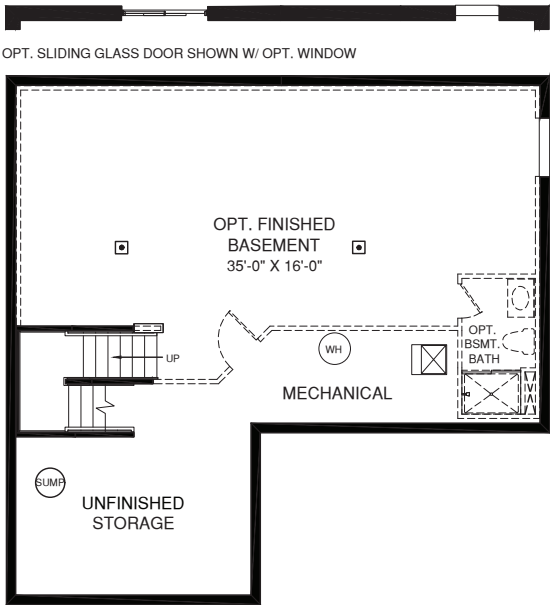 OPT. SLIDING GLASS DOOR SHOWN W/ OPT. WINDOW
OPT. FINISHED
BASEMENT
35'-0" X 16'-0"
OPT.
BSMT.
BATH
WH
UP
MECHANICAL
SUMP
UNFINISHED
STORAGE